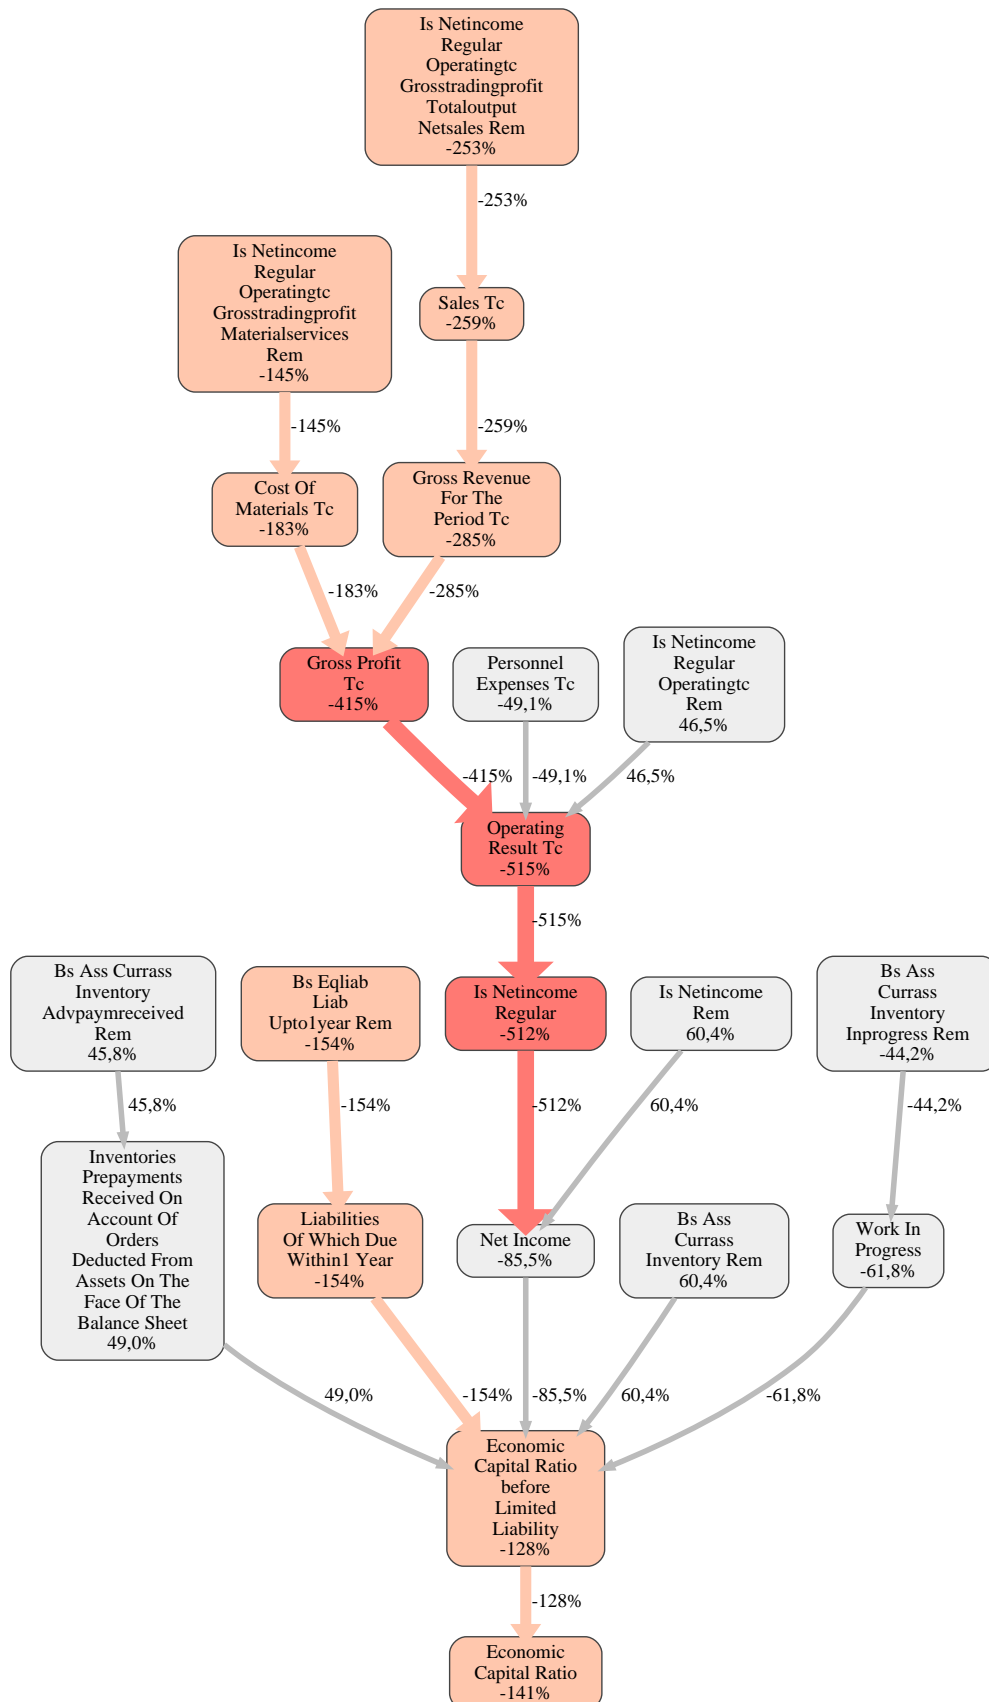 Is Netincome
Regular
Operatingtc
Grosstradingprofit
Totaloutput
Netsales Rem
-253%
-253%
Is Netincome
Regular
Operatingtc
Grosstradingprofit
Materialservices
Rem
-145%
Sales Tc
-259%
-145%
-259%
Cost Of
Materials Tc
-183%
Gross Revenue
For The
Period Tc
-285%
-183%
-285%
Gross Profit
Tc
-415%
Personnel
Expenses Tc
-49,1%
Is Netincome
Regular
Operatingtc
Rem
46,5%
-415%
-49,1%
46,5%
Operating
Result Tc
-515%
-515%
Bs Ass Currass
Inventory
Advpaymreceived
Rem
45,8%
Bs Eqliab
Liab
Upto1year Rem
-154%
Is Netincome
Regular
-512%
Is Netincome
Rem
60,4%
Bs Ass
Currass
Inventory
Inprogress Rem
-44,2%
45,8%
-154%
-512%
60,4%
-44,2%
Inventories
Prepayments
Received On
Account Of
Orders
Deducted From
Assets On The
Face Of The
Balance Sheet
49,0%
Liabilities
Of Which Due
Within1 Year
-154%
Net Income
-85,5%
Bs Ass
Currass
Inventory Rem
60,4%
Work In
Progress
-61,8%
49,0%
-154%
-85,5%
60,4%
-61,8%
Economic
Capital Ratio
before
Limited
Liability
-128%
-128%
Economic
Capital Ratio
-141%